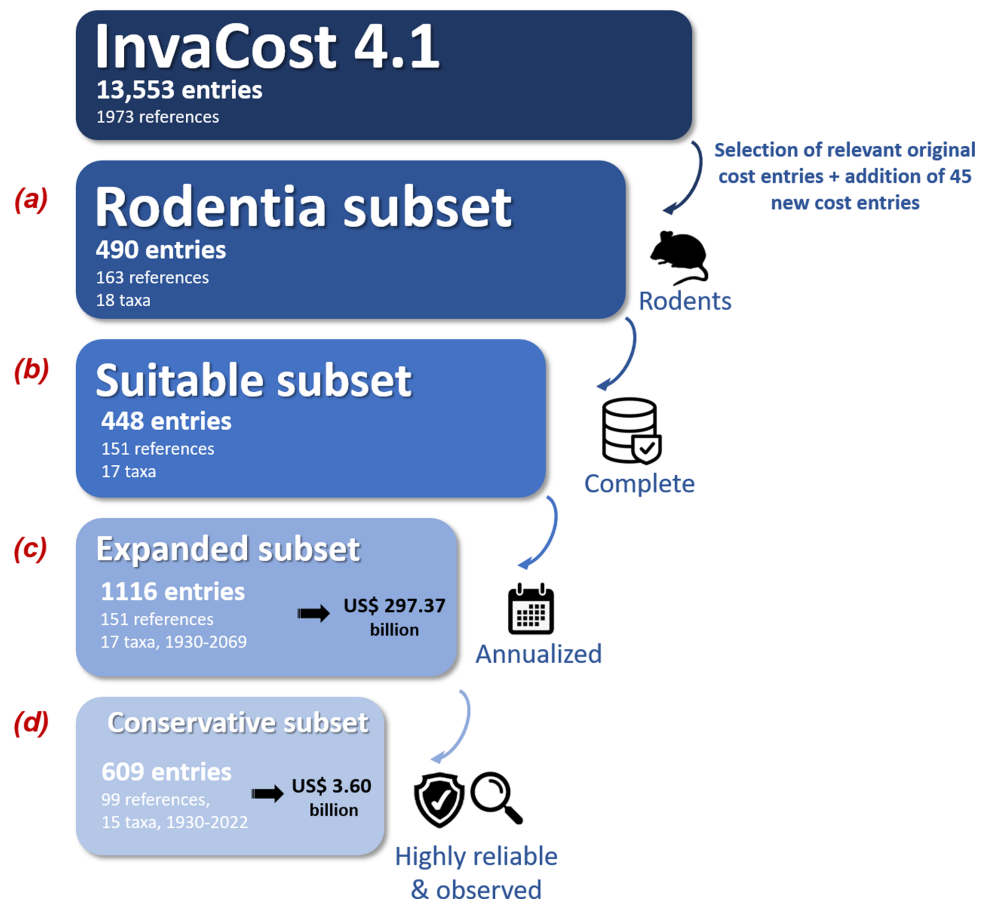 InvaCost 4.1
13,553 entries
1973 references
Selection of relevant original
cost entries + addition of 45
new cost entries
(a)
Rodentia subset
490 entries
163 references
18 taxa
Rodents
(b)
Suitable subset
448 entries
151 references
17 taxa
Complete
(c)
Expanded subset
1116 entries
151 references
17 taxa, 1930-2069
US$ 297.37
billion
Annualized
(d)
Conservative subset
609 entries
99 references,
15 taxa, 1930-2022
US$ 3.60
billion
Highly reliable
& observed